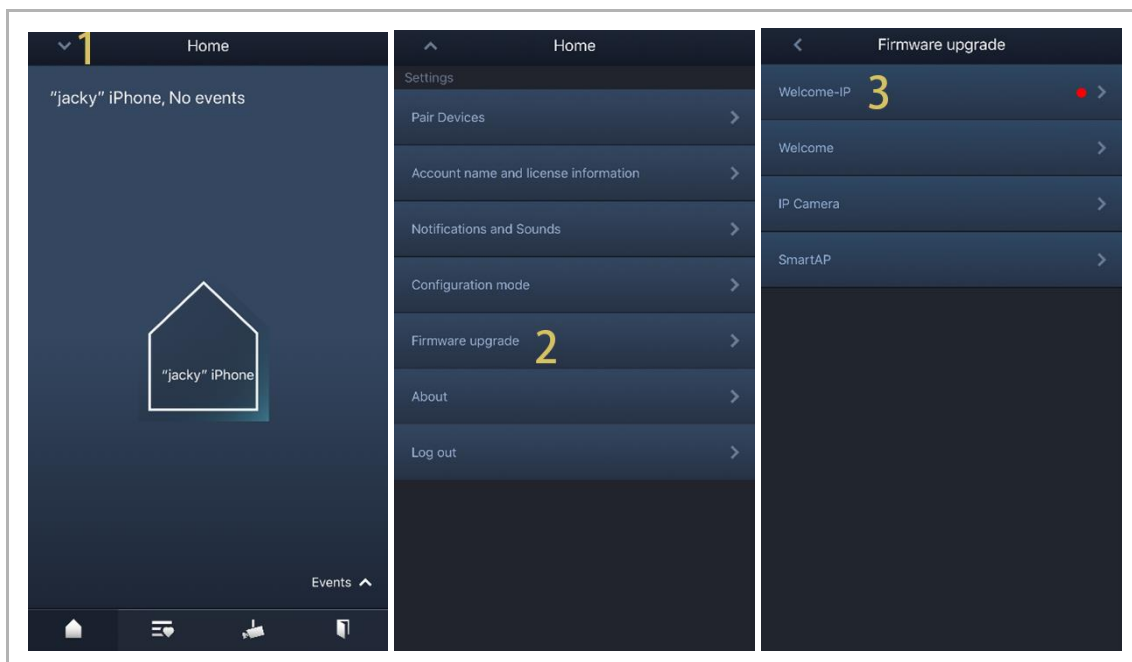 1
Home
"jacky" iPhone, No events
"jacky" iPhone
Events
Home
Settings
Pair Devices
Account name and license information
Notifications and Sounds
Configuration mode
Firmware upgrade 2
About
Log out
Firmware upgrade
Welcome-IP 3
Welcome
IP Camera
SmartAP